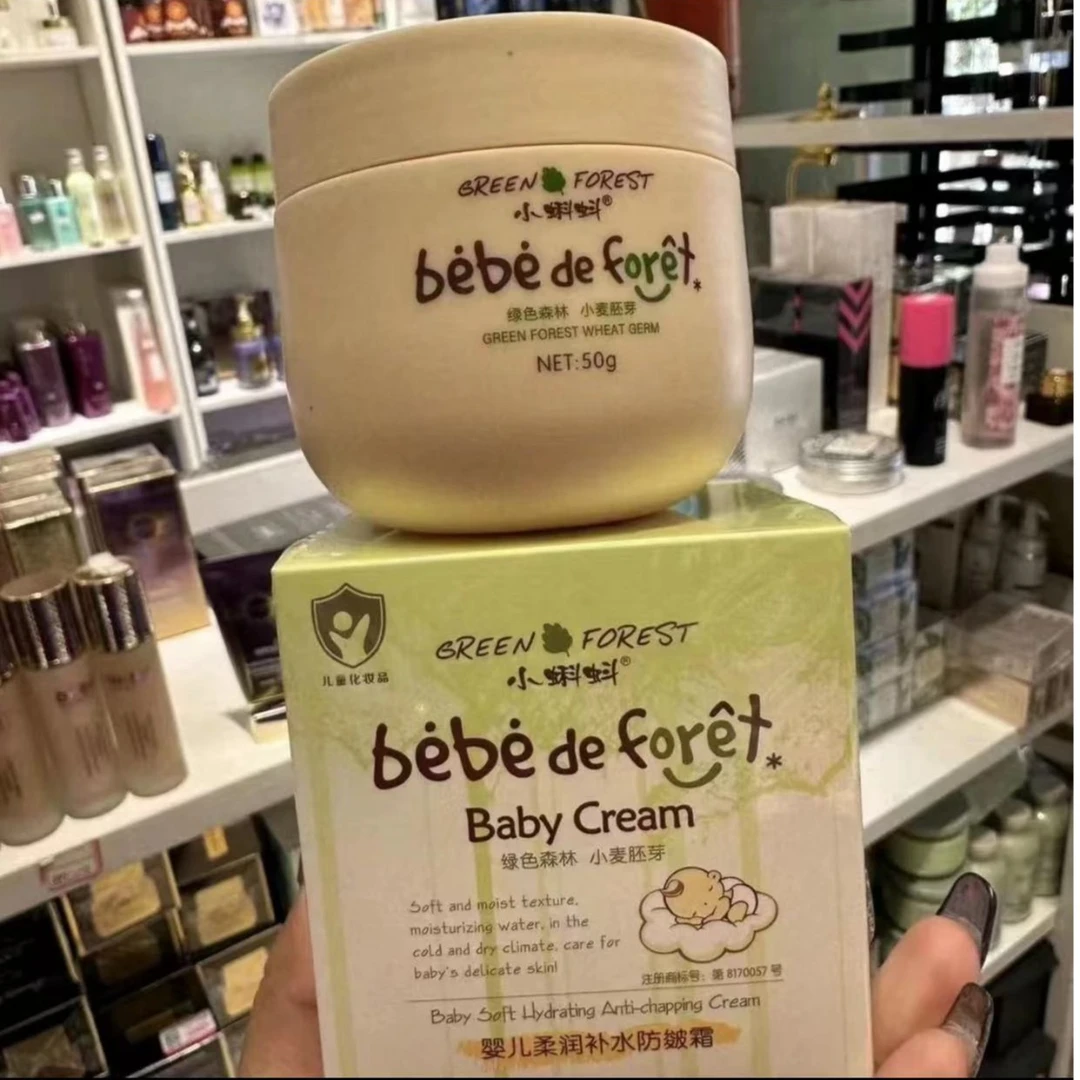 GREEN FOREST
小蝌蚪®
bébé de forêt*
绿色森林 小麦胚芽
GREEN FOREST WHEAT GERM
NET:50g
儿童化妆品
GREEN FOREST
小蝌蚪®
bébé de forêt*
Baby Cream
绿色森林 小麦胚芽
Soft and moist texture,
moisturizing water, in the
cold and dry climate, care for
baby's delicate skin!
注册商标号：第 8170057 号
Baby Soft Hydrating Anti-chapping Cream
婴儿柔润补水防皴霜